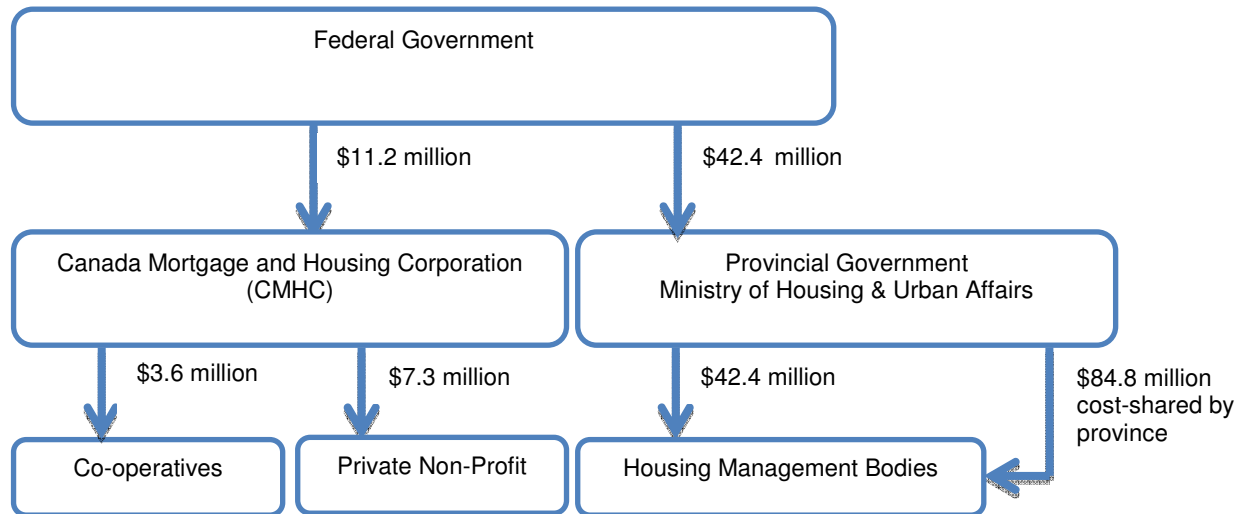 Federal Government
$11.2 million
$42.4 million
Canada Mortgage and Housing Corporation
(CMHC)
Provincial Government
Ministry of Housing & Urban Affairs
$3.6 million
$7.3 million
$42.4 million
$84.8 million
cost-shared by
province
Co-operatives
Private Non-Profit
Housing Management Bodies